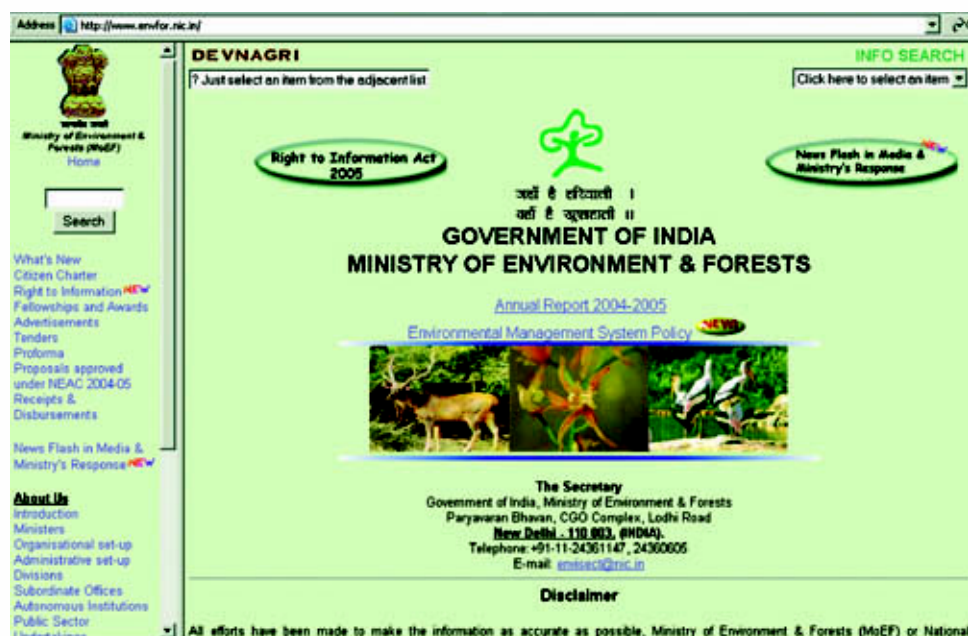 Address http://www.envfor.nic.in/
सत्यमेव जयते
Ministry of Environment &
Forests (MoEF)
Home
Search
What's New
Citizen Charter
Right to Information NEW
Fellowships and Awards
Advertisements
Tenders
Proforma
Proposals approved
under NEAC 2004-05
Receipts &
Disbursements
News Flash in Media &
Ministry's Response NEW
About Us
Introduction
Ministers
Organisational set-up
Administrative set-up
Divisions
Subordinate Offices
Autonomous Institutions
Public Sector
Undertakings
DEVNAGRI
? Just select an item from the adjacent list
INFO SEARCH
Click here to select an item
Right to Information Act
2005
NEW
News Flash in Media &
Ministry's Response
जहाँ है हरियाली ।
वहाँ है खुशहाली ॥
GOVERNMENT OF INDIA
MINISTRY OF ENVIRONMENT & FORESTS
Annual Report 2004-2005
Environmental Management System Policy NEW!
The Secretary
Government of India, Ministry of Environment & Forests
Paryavaran Bhavan, CGO Complex, Lodhi Road
New Delhi - 110 003, (INDIA).
Telephone: +91-11-24361147, 24360605
E-mail: envisect@nic.in
Disclaimer
All efforts have been made to make the information as accurate as possible. Ministry of Environment & Forests (MoEF) or National